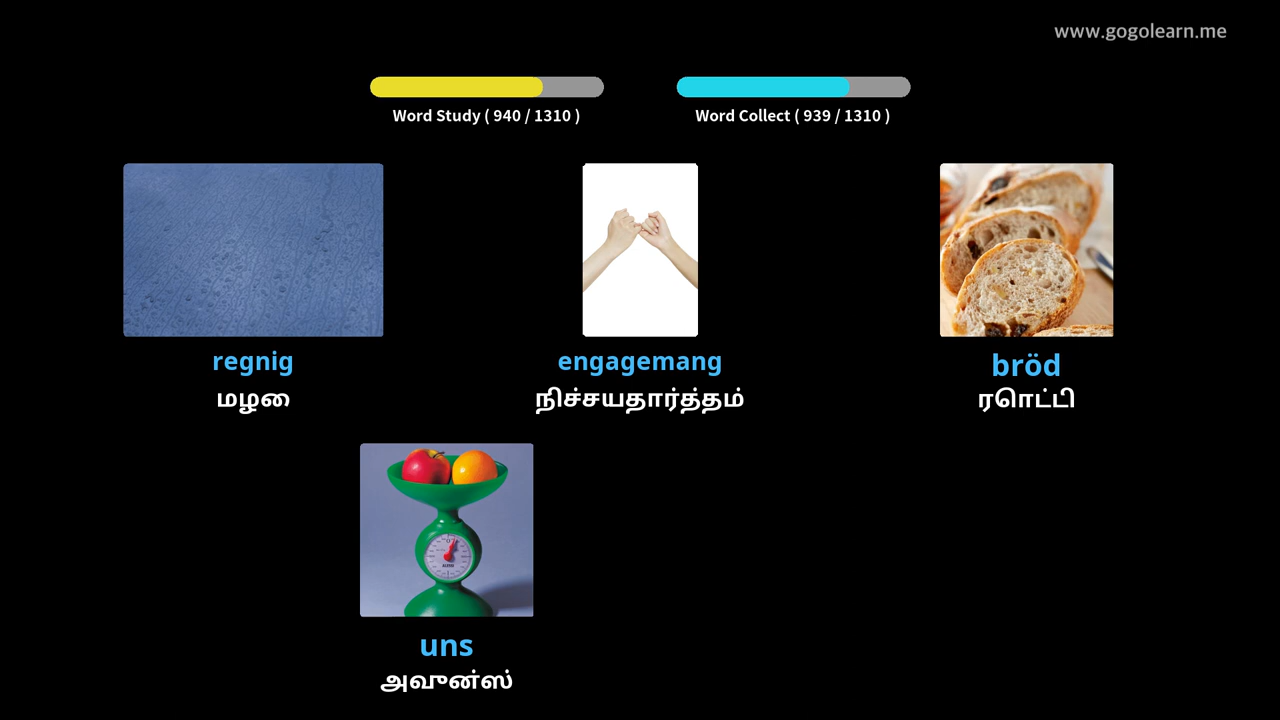 www.gogolearn.me
Word Study ( 940 / 1310 )
Word Collect ( 939 / 1310 )
regnig
மழை
engagemang
நிச்சயதார்த்தம்
bröd
ரொட்டி
uns
அவுன்ஸ்